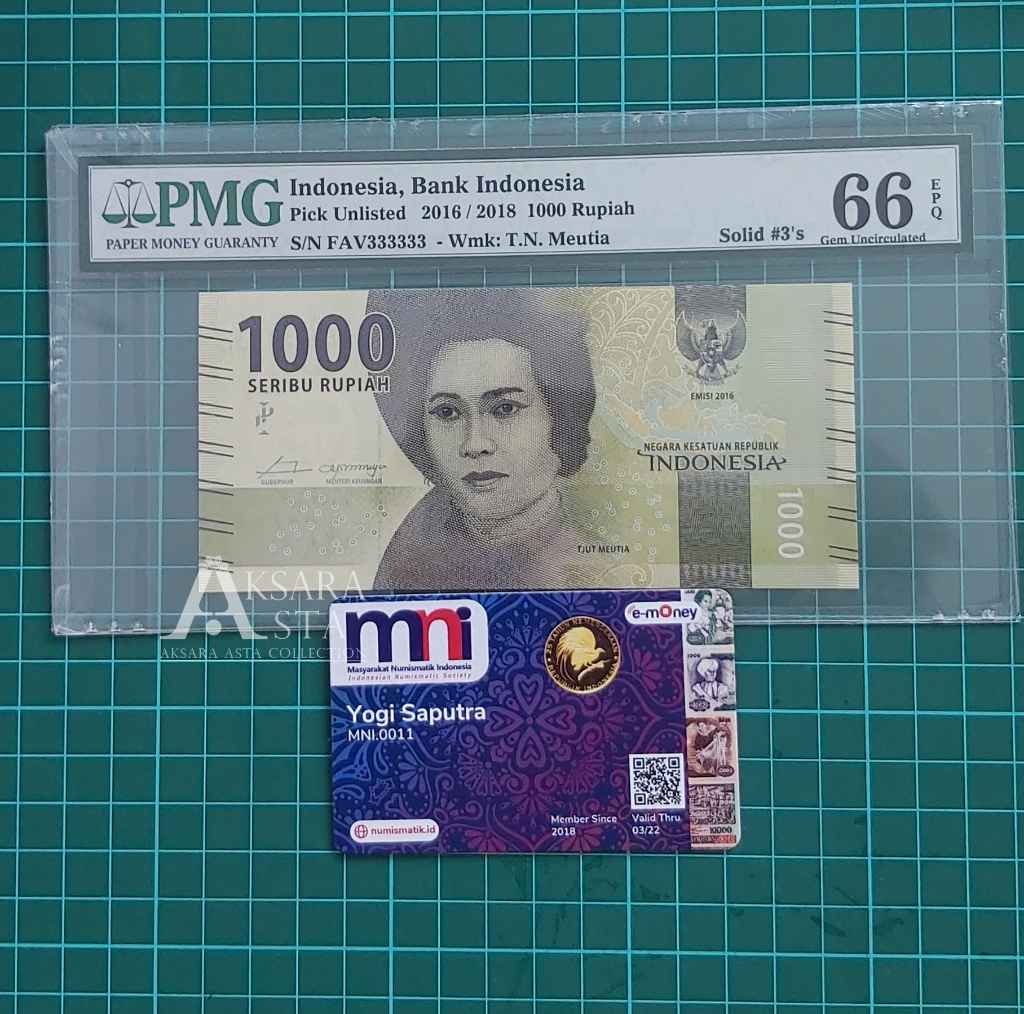 PMG
PAPER MONEY GUARANTY
Indonesia, Bank Indonesia
Pick Unlisted 2016 / 2018 1000 Rupiah
S/N FAV333333 - Wmk: T.N. Meutia
Solid #3's
66
EPQ
Gem Uncirculated
1000
SERIBU RUPIAH
EMISI 2016
NEGARA KESATUAN REPUBLIK
INDONESIA
GUBERNUR
MENTERI KEUANGAN
1000
TJUT MEUTIA
AKSARA
ASTA
AKSARA ASTA COLLECTION
mni
Masyarakat Numismatik Indonesia
Indonesian Numismatic Society
e-money
Yogi Saputra
MNI.0011
numismatik.id
Member Since
2018
Valid Thru
03/22
10000